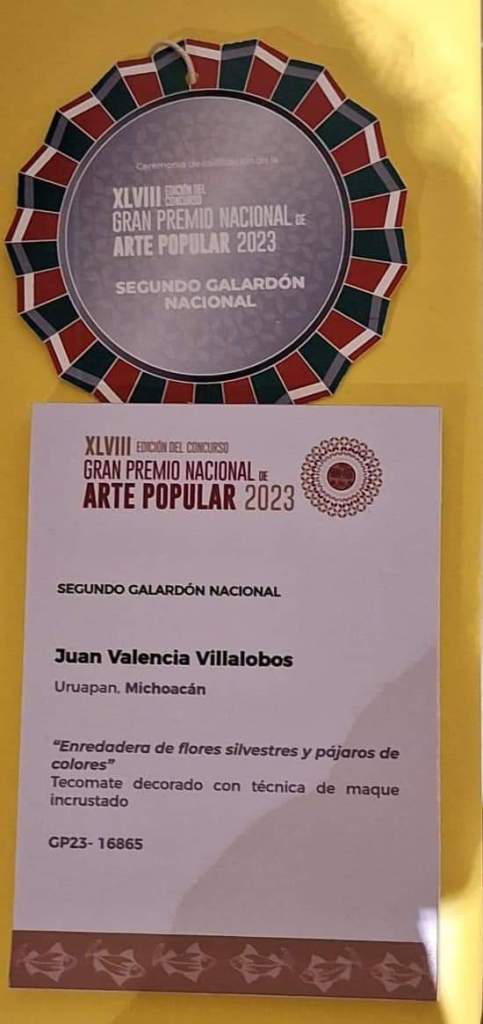 Ceremonia de premiación de la
XLVIII EDICIÓN DEL CONCURSO
GRAN PREMIO NACIONAL DE
ARTE POPULAR 2023
SEGUNDO GALARDÓN
NACIONAL
XLVIII EDICIÓN DEL CONCURSO
GRAN PREMIO NACIONAL DE
ARTE POPULAR 2023
SEGUNDO GALARDÓN NACIONAL
Juan Valencia Villalobos
Uruapan, Michoacán
“Enredadera de flores silvestres y pájaros de
colores”
Tecomate decorado con técnica de maque
incrustado
GP23- 16865